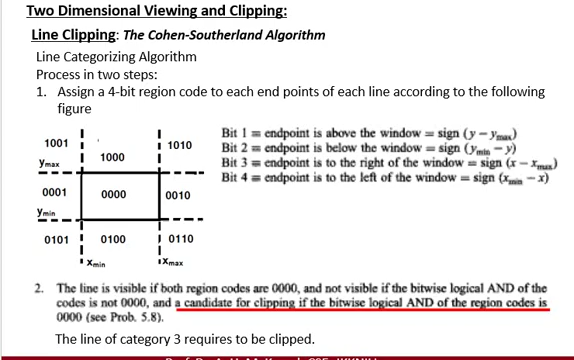 Two Dimensional Viewing and Clipping:
Line Clipping: The Cohen-Southerland Algorithm
Line Categorizing Algorithm
Process in two steps:
1. Assign a 4-bit region code to each end points of each line according to the following
figure
1001 1000 1010
ymax
0001 0000 0010
ymin
0101 0100 0110
xmin xmax
Bit 1 ≡ endpoint is above the window = sign (y − ymax)
Bit 2 ≡ endpoint is below the window = sign (ymin − y)
Bit 3 ≡ endpoint is to the right of the window = sign (x − xmax)
Bit 4 ≡ endpoint is to the left of the window = sign (xmin − x)
2. The line is visible if both region codes are 0000, and not visible if the bitwise logical AND of the
codes is not 0000, and a candidate for clipping if the bitwise logical AND of the region codes is
0000 (see Prob. 5.8).
The line of category 3 requires to be clipped.